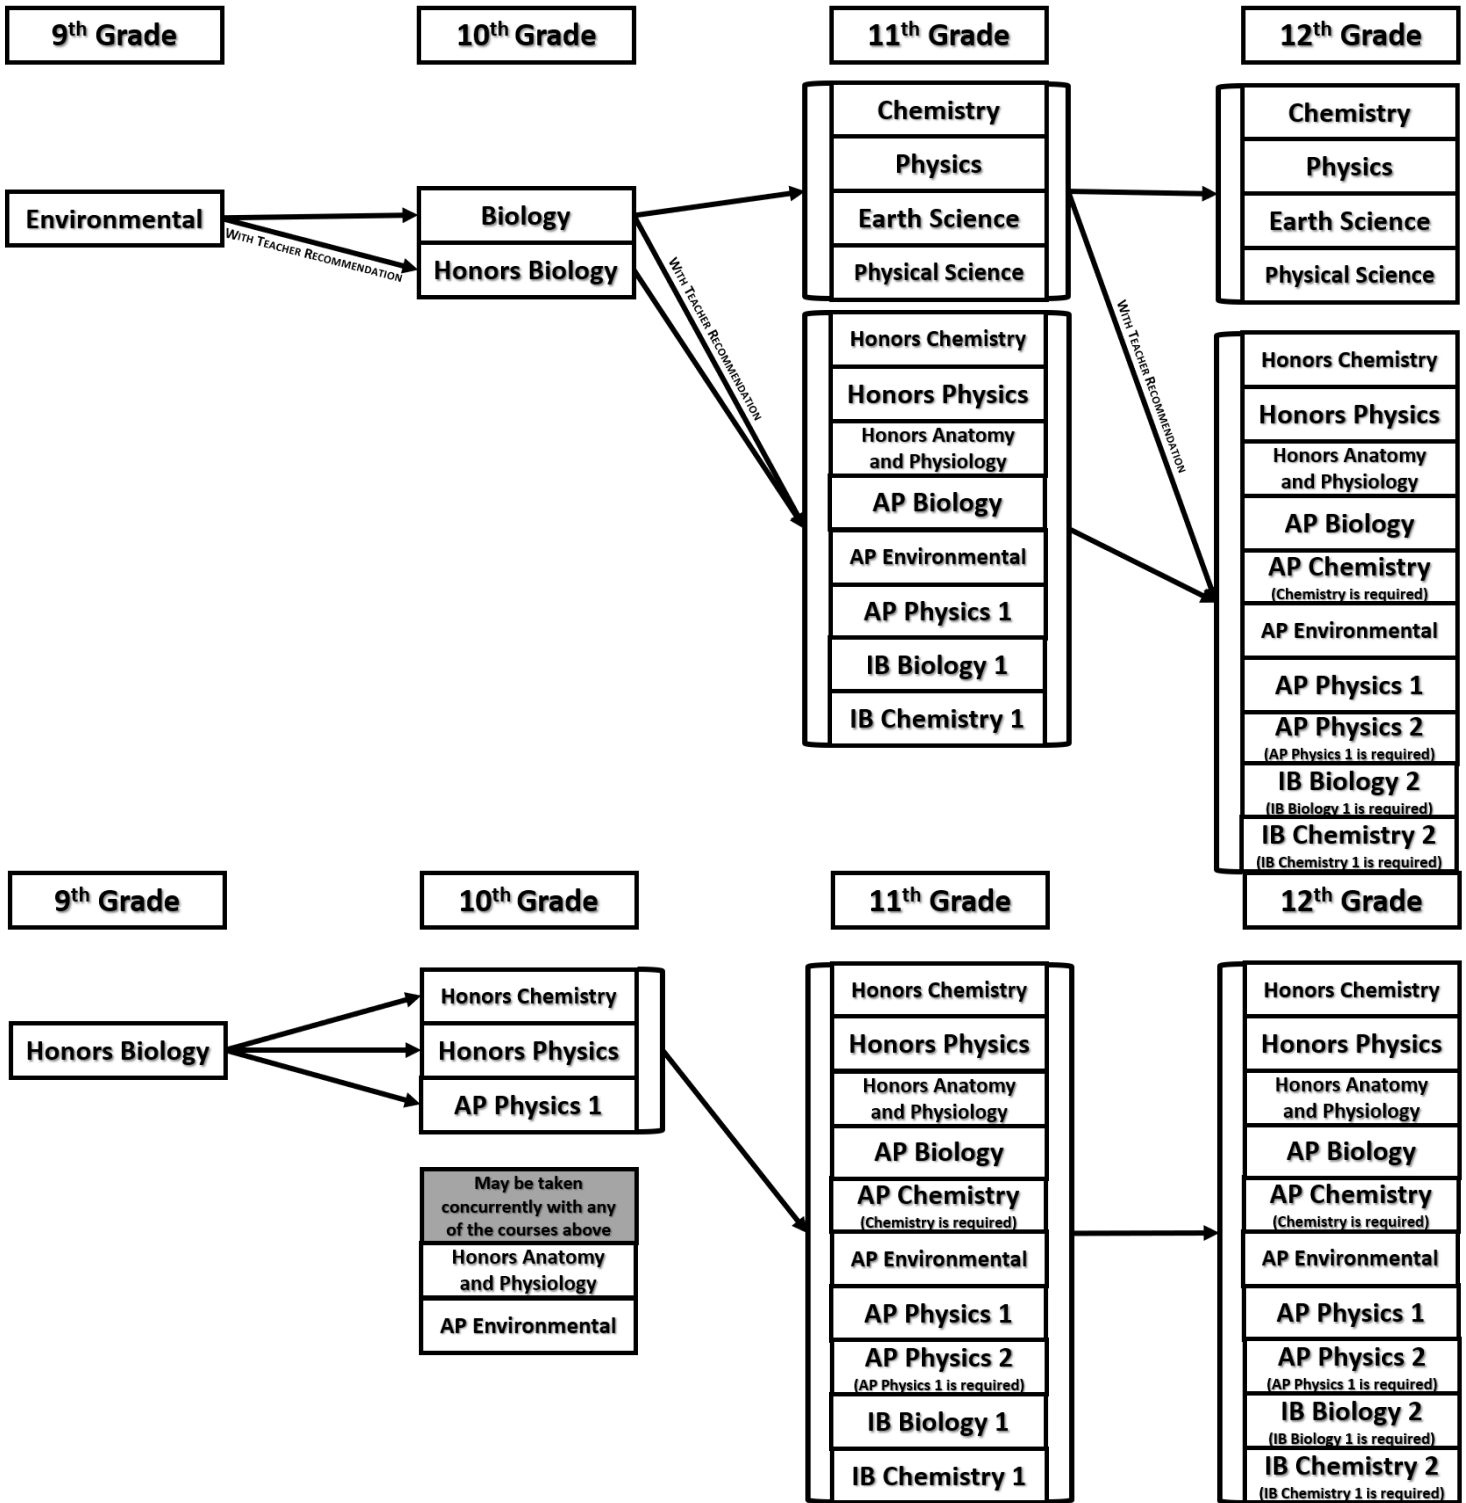 9th Grade
10th Grade
11th Grade
12th Grade
Environmental
With Teacher Recommendation
Biology
Honors Biology
With Teacher Recommendation
Chemistry
Physics
Earth Science
Physical Science
Honors Chemistry
Honors Physics
Honors Anatomy
and Physiology
AP Biology
AP Environmental
AP Physics 1
IB Biology 1
IB Chemistry 1
With Teacher Recommendation
Chemistry
Physics
Earth Science
Physical Science
Honors Chemistry
Honors Physics
Honors Anatomy
and Physiology
AP Biology
AP Chemistry
(Chemistry is required)
AP Environmental
AP Physics 1
AP Physics 2
(AP Physics 1 is required)
IB Biology 2
(IB Biology 1 is required)
IB Chemistry 2
(IB Chemistry 1 is required)
9th Grade
10th Grade
11th Grade
12th Grade
Honors Biology
Honors Chemistry
Honors Physics
AP Physics 1
May be taken
concurrently with any
of the courses above
Honors Anatomy
and Physiology
AP Environmental
Honors Chemistry
Honors Physics
Honors Anatomy
and Physiology
AP Biology
AP Chemistry
(Chemistry is required)
AP Environmental
AP Physics 1
AP Physics 2
(AP Physics 1 is required)
IB Biology 1
IB Chemistry 1
Honors Chemistry
Honors Physics
Honors Anatomy
and Physiology
AP Biology
AP Chemistry
(Chemistry is required)
AP Environmental
AP Physics 1
AP Physics 2
(AP Physics 1 is required)
IB Biology 2
(IB Biology 1 is required)
IB Chemistry 2
(IB Chemistry 1 is required)